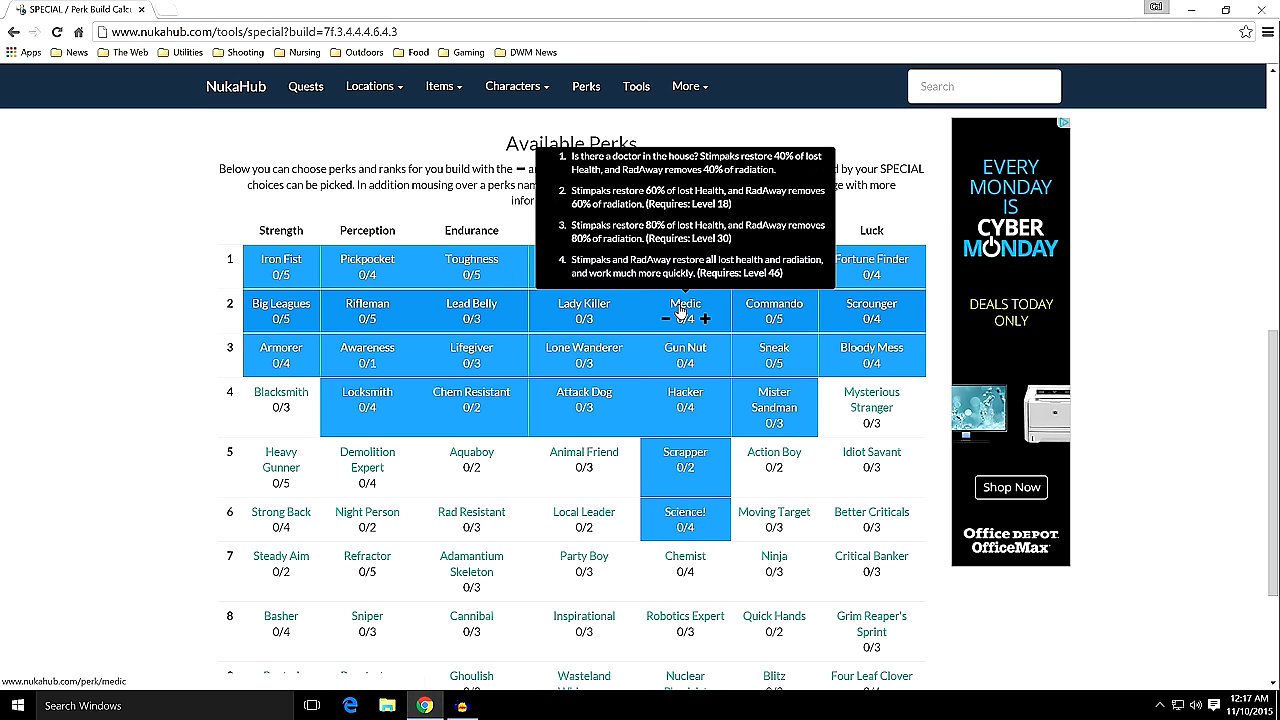 SPECIAL / Perk Build Calcu
www.nukahub.com/tools/special?build=7f.3.4.4.4.6.4.3
Apps News The Web Utilities Shooting Nursing Outdoors Food Gaming DWM News
NukaHub Quests Locations Items Characters Perks Tools More Search
Available Perks
Below you can choose perks and ranks for you build with the
d by your SPECIAL
choices can be picked. In addition mousing over a perks nam
ge with more
infor
1. Is there a doctor in the house? Stimpaks restore 40% of lost
Health, and RadAway removes 40% of radiation.
2. Stimpaks restore 60% of lost Health, and RadAway removes
60% of radiation. (Requires: Level 18)
3. Stimpaks restore 80% of lost Health, and RadAway removes
80% of radiation. (Requires: Level 30)
4. Stimpaks and RadAway restore all lost health and radiation,
and work much more quickly. (Requires: Level 46)
Strength Perception Endurance Luck
1 Iron Fist Pickpocket Toughness Fortune Finder
0/5 0/4 0/5 0/4
2 Big Leagues Rifleman Lead Belly Lady Killer Medic Commando Scrounger
0/5 0/5 0/3 0/3 - 0/4 + 0/5 0/4
3 Armorer Awareness Lifegiver Lone Wanderer Gun Nut Sneak Bloody Mess
0/4 0/1 0/3 0/3 0/4 0/5 0/4
4 Blacksmith Locksmith Chem Resistant Attack Dog Hacker Mister Mysterious
0/3 0/4 0/2 0/3 0/4 Sandman Stranger
0/3 0/3
5 Heavy Demolition Aquaboy Animal Friend Scrapper Action Boy Idiot Savant
Gunner Expert 0/2 0/3 0/2 0/2 0/3
0/5 0/4
6 Strong Back Night Person Rad Resistant Local Leader Science! Moving Target Better Criticals
0/4 0/2 0/3 0/2 0/4 0/3 0/3
7 Steady Aim Refractor Adamantium Party Boy Chemist Ninja Critical Banker
0/2 0/5 Skeleton 0/3 0/4 0/3 0/3
0/3
8 Basher Sniper Cannibal Inspirational Robotics Expert Quick Hands Grim Reaper's
0/4 0/3 0/3 0/3 0/3 0/2 Sprint
0/3
Ghoulish Wasteland Nuclear Blitz Four Leaf Clover
EVERY
MONDAY
IS
CYBER
MONDAY
DEALS TODAY
ONLY
Shop Now
Office DEPOT.
OfficeMax
www.nukahub.com/perk/medic
Search Windows
12:17 AM
11/10/2015